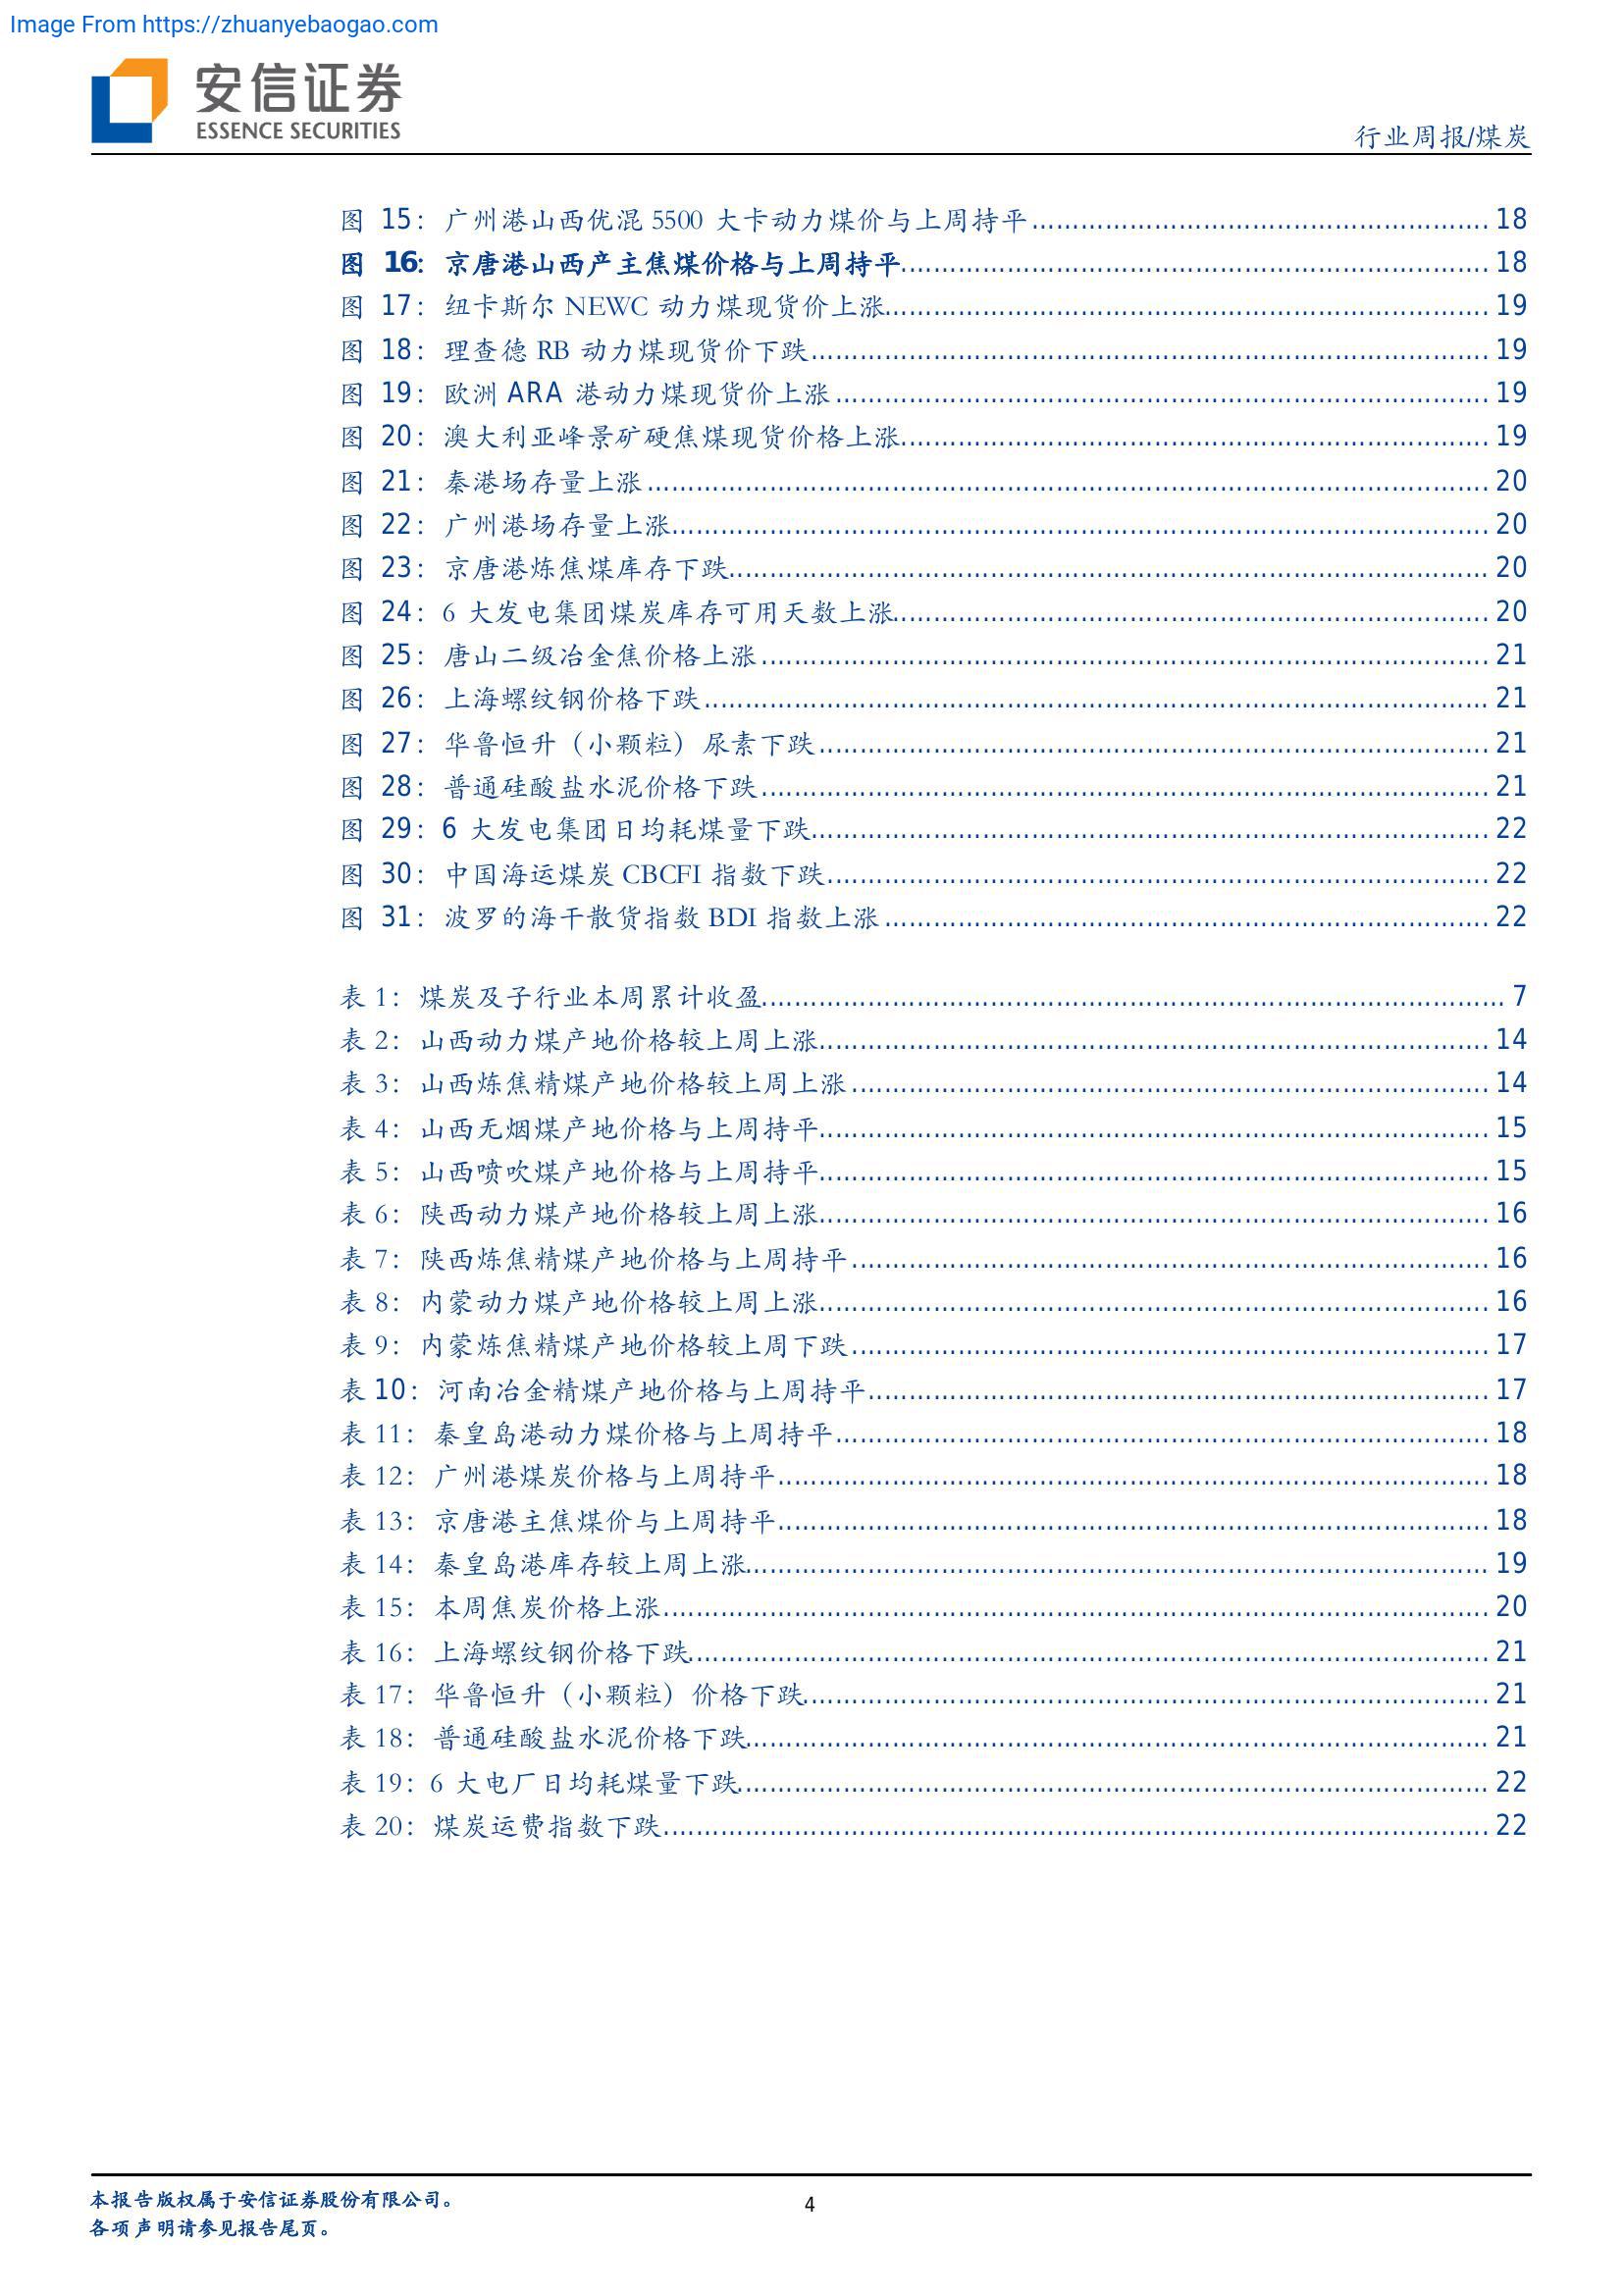 Image From https://zhuanyebaogao.com
安信证券
ESSENCE SECURITIES
行业周报/煤炭
图 15：广州港山西优混 5500 大卡动力煤价与上周持平 18
图 16：京唐港山西产主焦煤价格与上周持平 18
图 17：纽卡斯尔 NEWC 动力煤现货价上涨 19
图 18：理查德 RB 动力煤现货价下跌 19
图 19：欧洲 ARA 港动力煤现货价上涨 19
图 20：澳大利亚峰景矿硬焦煤现货价格上涨 19
图 21：秦港场存量上涨 20
图 22：广州港场存量上涨 20
图 23：京唐港炼焦煤库存下跌 20
图 24：6 大发电集团煤炭库存可用天数上涨 20
图 25：唐山二级冶金焦价格上涨 21
图 26：上海螺纹钢价格下跌 21
图 27：华鲁恒升（小颗粒）尿素下跌 21
图 28：普通硅酸盐水泥价格下跌 21
图 29：6 大发电集团日均耗煤量下跌 22
图 30：中国海运煤炭 CBCFI 指数下跌 22
图 31：波罗的海干散货指数 BDI 指数上涨 22
表 1：煤炭及子行业本周累计收盈 7
表 2：山西动力煤产地价格较上周上涨 14
表 3：山西炼焦精煤产地价格较上周上涨 14
表 4：山西无烟煤产地价格与上周持平 15
表 5：山西喷吹煤产地价格与上周持平 15
表 6：陕西动力煤产地价格较上周上涨 16
表 7：陕西炼焦精煤产地价格与上周持平 16
表 8：内蒙动力煤产地价格较上周上涨 16
表 9：内蒙炼焦精煤产地价格较上周下跌 17
表 10：河南冶金精煤产地价格与上周持平 17
表 11：秦皇岛港动力煤价格与上周持平 18
表 12：广州港煤炭价格与上周持平 18
表 13：京唐港主焦煤价与上周持平 18
表 14：秦皇岛港库存较上周上涨 19
表 15：本周焦炭价格上涨 20
表 16：上海螺纹钢价格下跌 21
表 17：华鲁恒升（小颗粒）价格下跌 21
表 18：普通硅酸盐水泥价格下跌 21
表 19：6 大电厂日均耗煤量下跌 22
表 20：煤炭运费指数下跌 22
本报告版权属于安信证券股份有限公司。
4
各项声明请参见报告尾页。